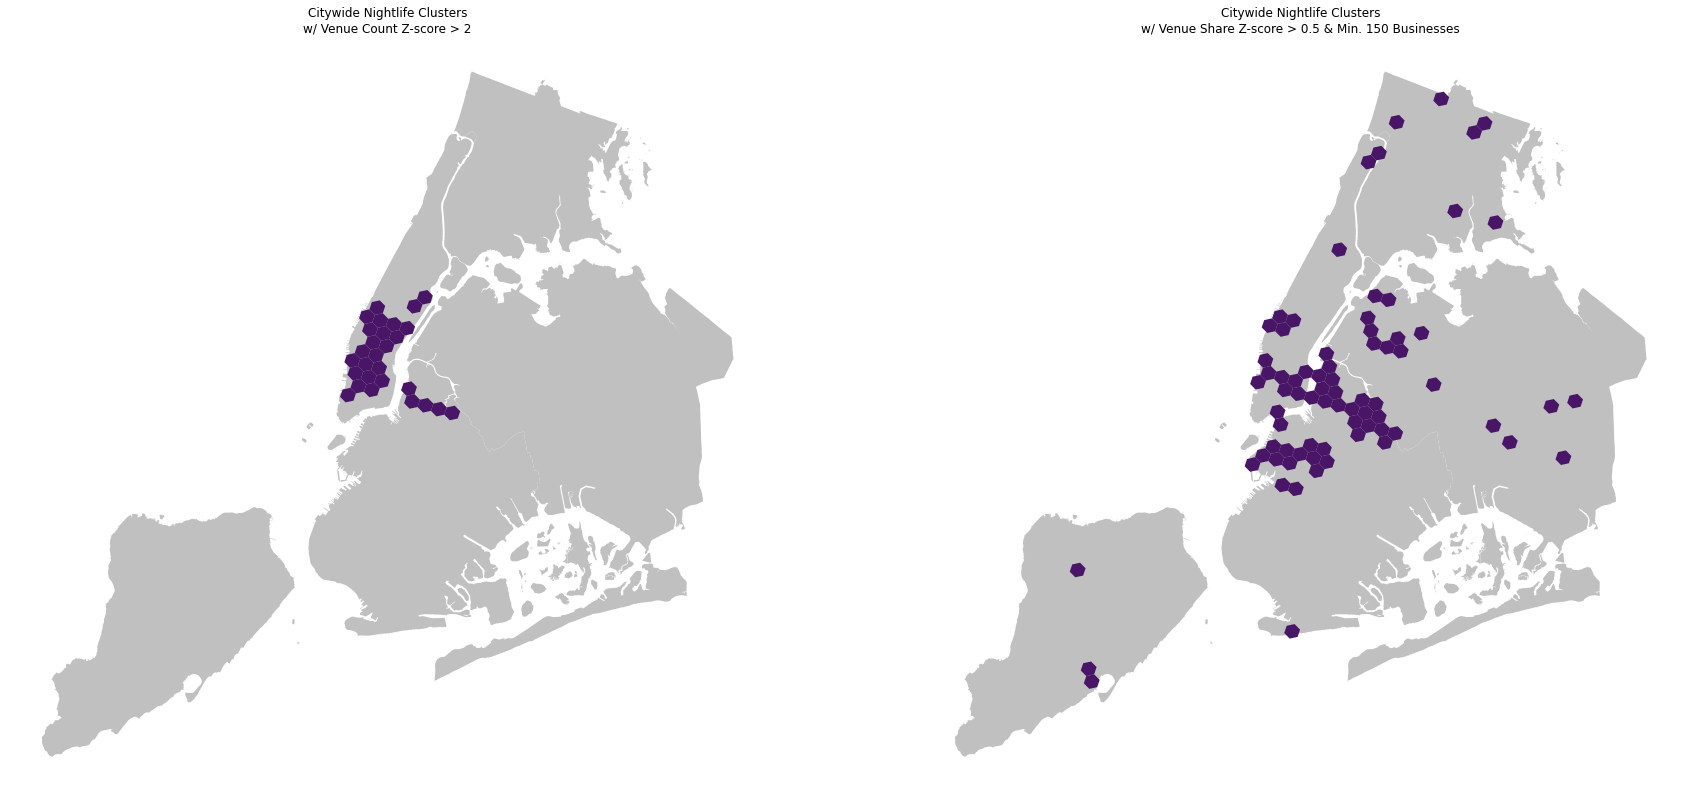 Citywide Nightlife Clusters
w/ Venue Count Z-score > 2
Citywide Nightlife Clusters
w/ Venue Share Z-score > 0.5 & Min. 150 Businesses